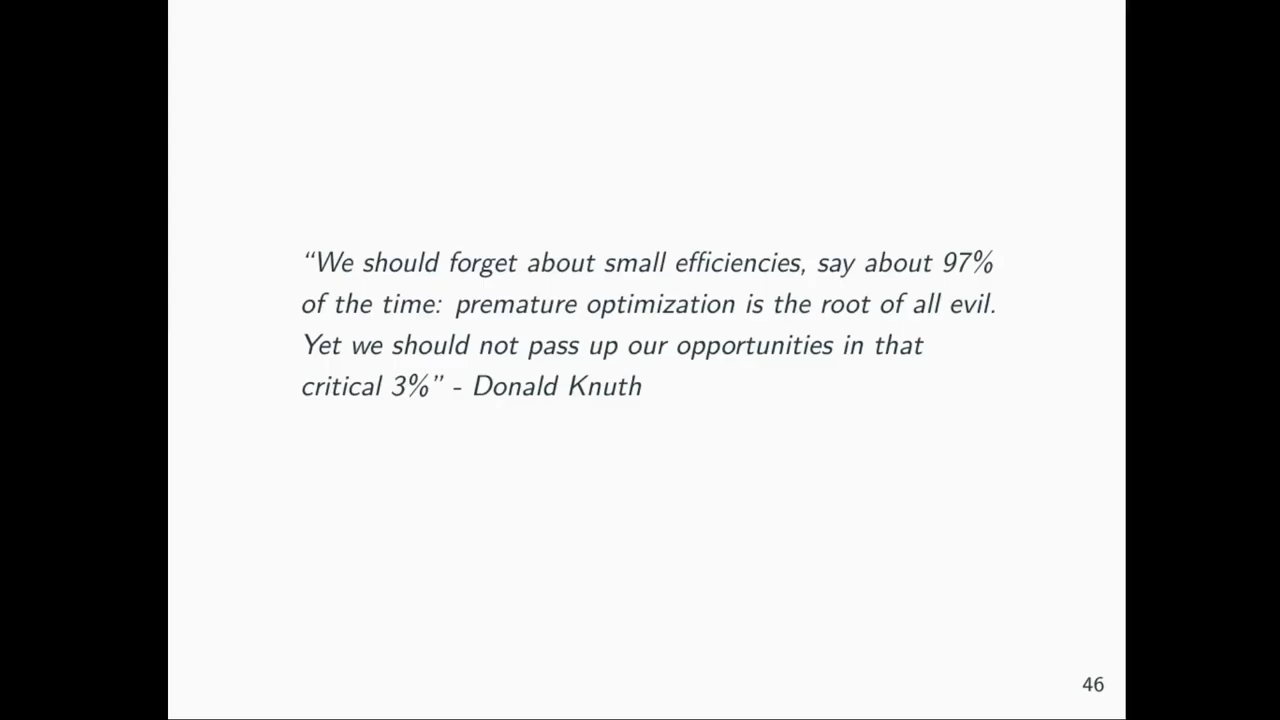 “We should forget about small efficiencies, say about 97%
of the time: premature optimization is the root of all evil.
Yet we should not pass up our opportunities in that
critical 3%” - Donald Knuth
46